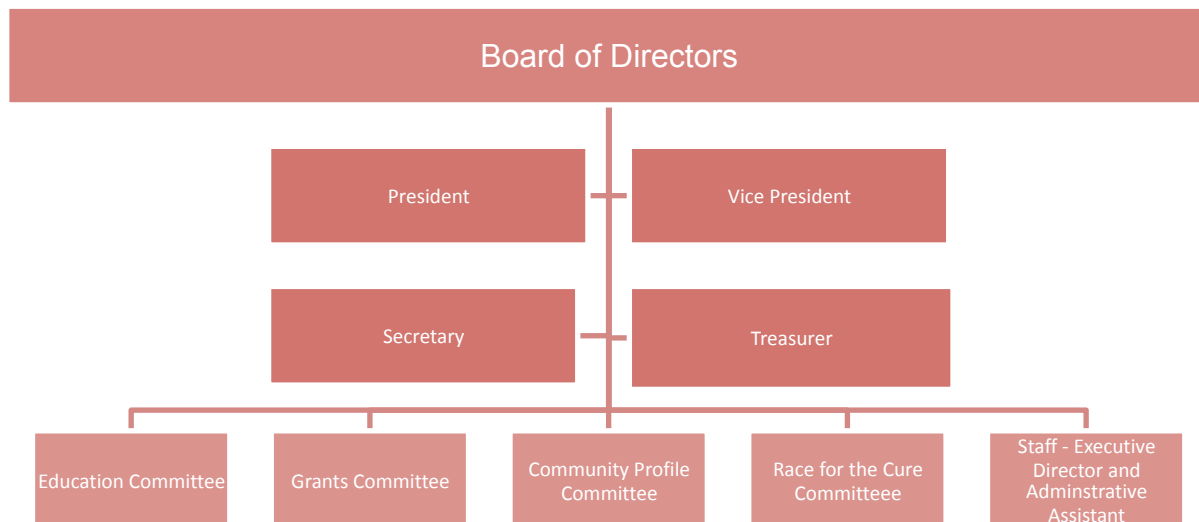 Board of Directors
President
Vice President
Secretary
Treasurer
Education Committee
Grants Committee
Community Profile
Committee
Race for the Cure
Committeee
Staff - Executive
Director and
Adminstrative
Assistant